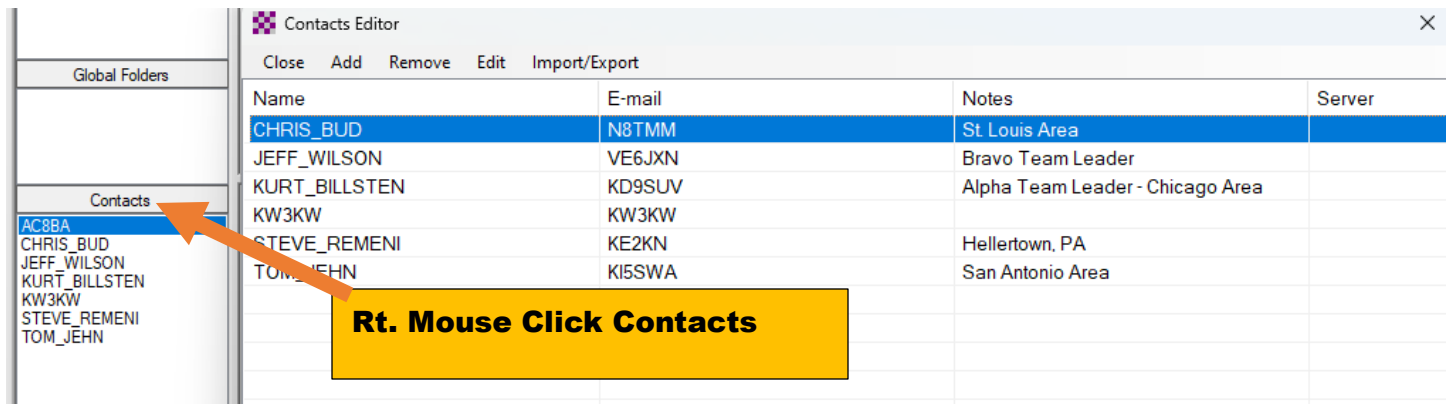 Global Folders
Contacts
AC8BA
CHRIS_BUD
JEFF_WILSON
KURT_BILLSTEN
KW3KW
STEVE_REMENI
TOM_JEHN
Contacts Editor
Close Add Remove Edit Import/Export
Name E-mail Notes Server
CHRIS_BUD N8TMM St. Louis Area
JEFF_WILSON VE6JXN Bravo Team Leader
KURT_BILLSTEN KD9SUV Alpha Team Leader - Chicago Area
KW3KW KW3KW
STEVE_REMENI KE2KN Hellertown, PA
TOM_JEHN KI5SWA San Antonio Area
Rt. Mouse Click Contacts